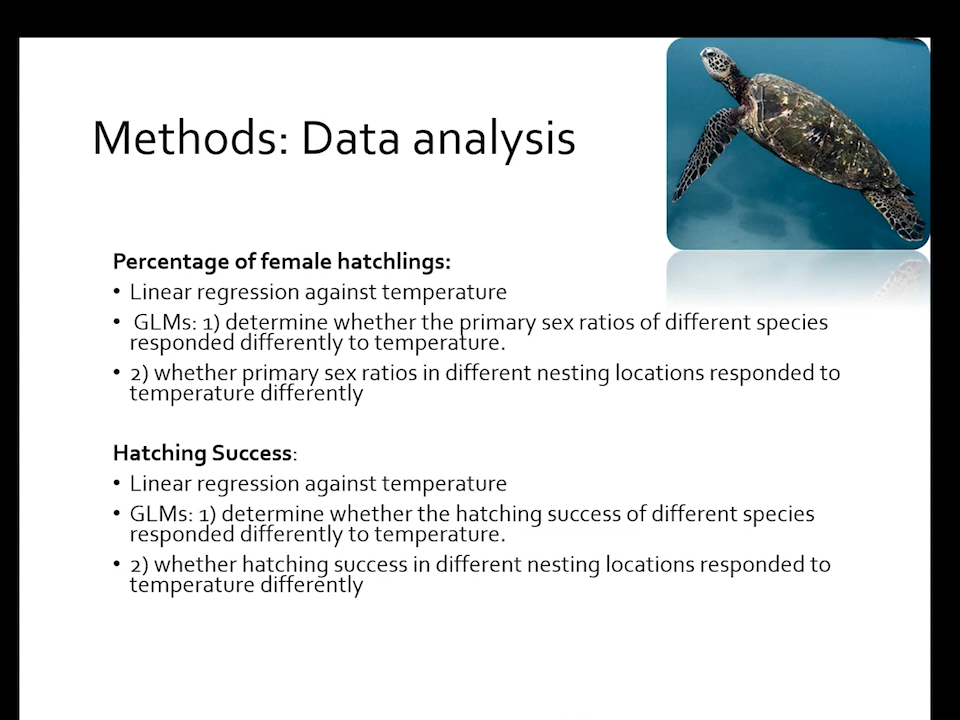 Methods: Data analysis
Percentage of female hatchlings:
• Linear regression against temperature
• GLMs: 1) determine whether the primary sex ratios of different species
responded differently to temperature.
• 2) whether primary sex ratios in different nesting locations responded to
temperature differently
Hatching Success:
• Linear regression against temperature
• GLMs: 1) determine whether the hatching success of different species
responded differently to temperature.
• 2) whether hatching success in different nesting locations responded to
temperature differently